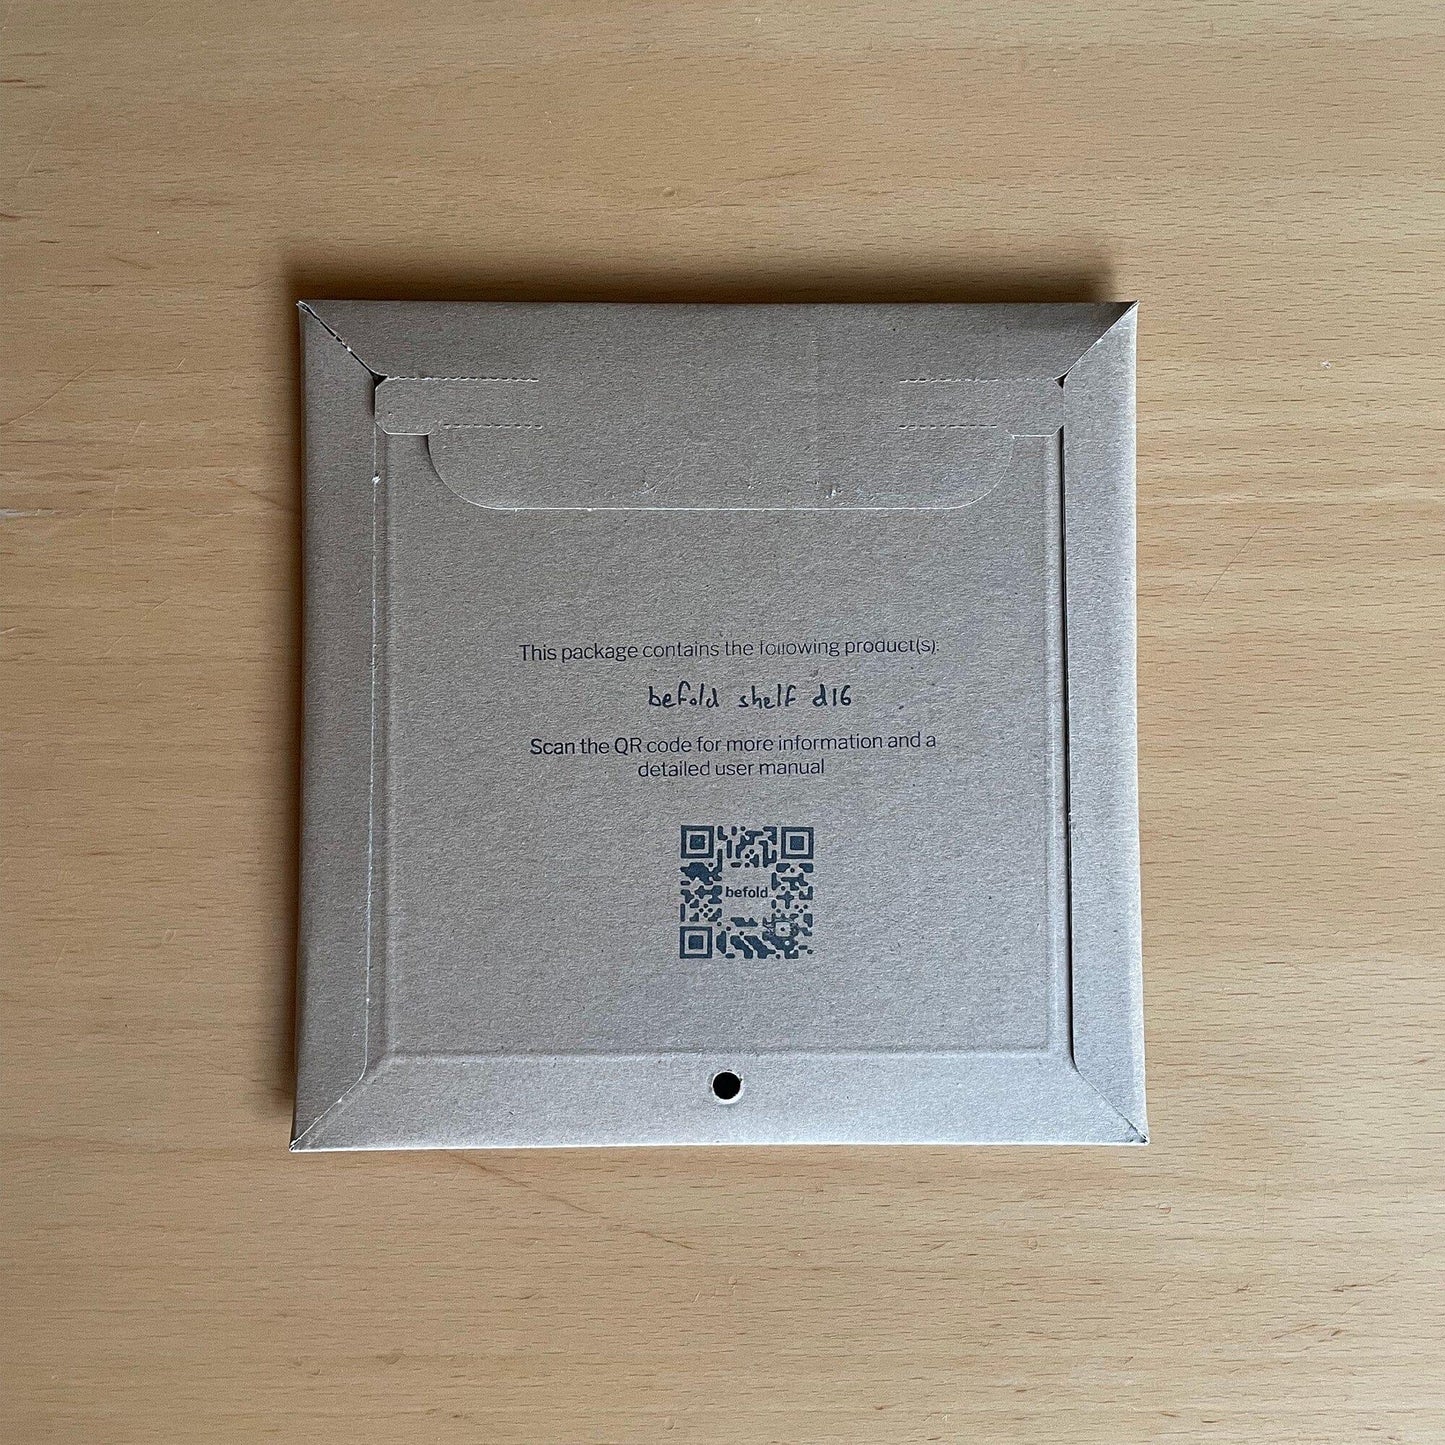 This package contains the following product(s):
befold shelf d16
Scan the QR code for more information and a
detailed user manual
befold